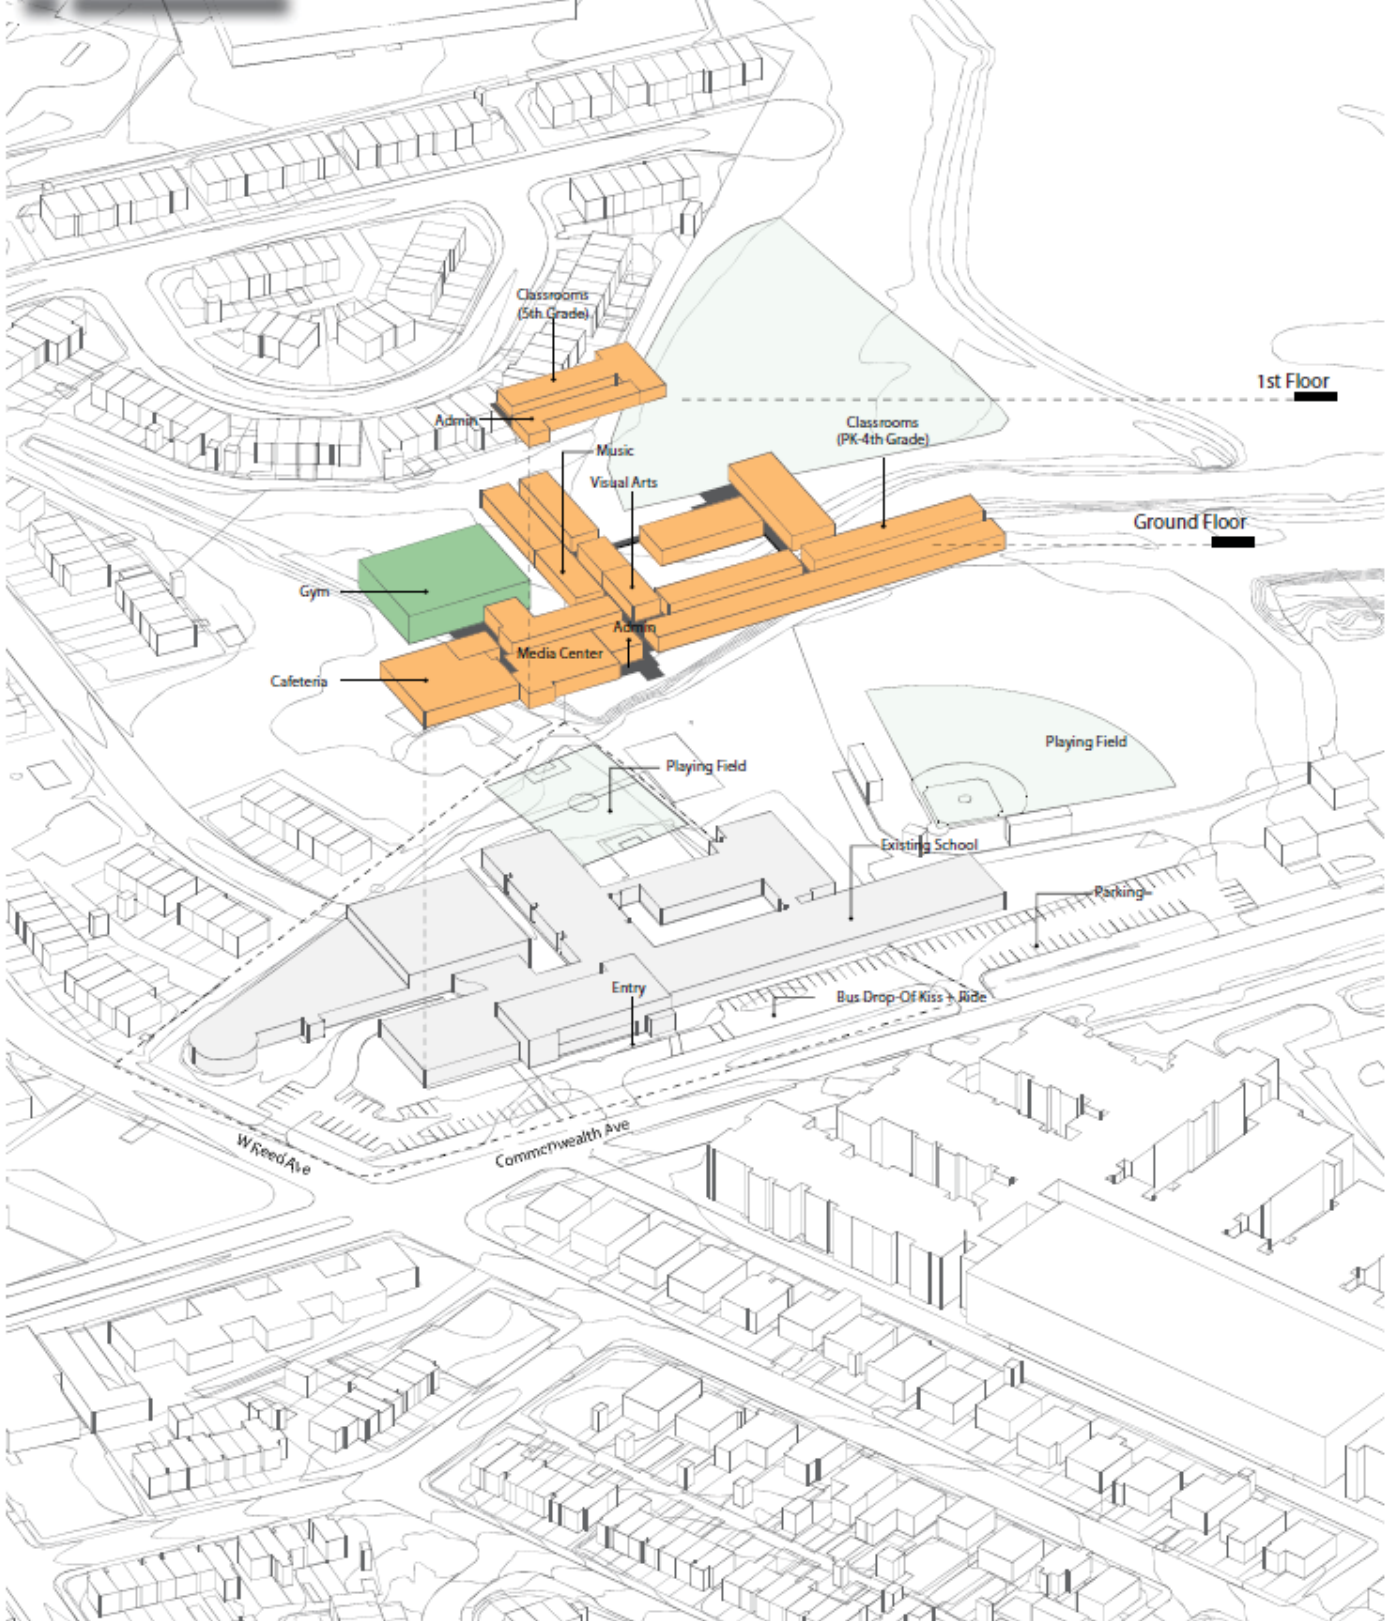 Classrooms
(5th Grade)
1st Floor
Admin
Classrooms
(PK-4th Grade)
Music
Visual Arts
Ground Floor
Gym
Admin
Media Center
Cafeteria
Playing Field
Playing Field
Existing School
Parking
Entry
Bus Drop-Of Kiss + Ride
W Reed Ave
Commonwealth Ave